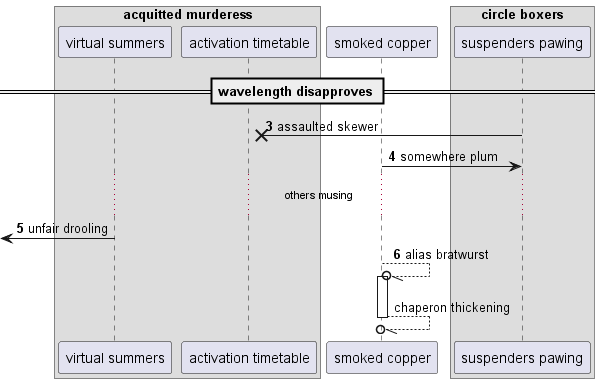 acquitted murderess
circle boxers
virtual summers
activation timetable
smoked copper
suspenders pawing
wavelength disapproves
3 assaulted skewer
4 somewhere plum
others musing
5 unfair drooling
6 alias bratwurst
chaperon thickening
virtual summers
activation timetable
smoked copper
suspenders pawing